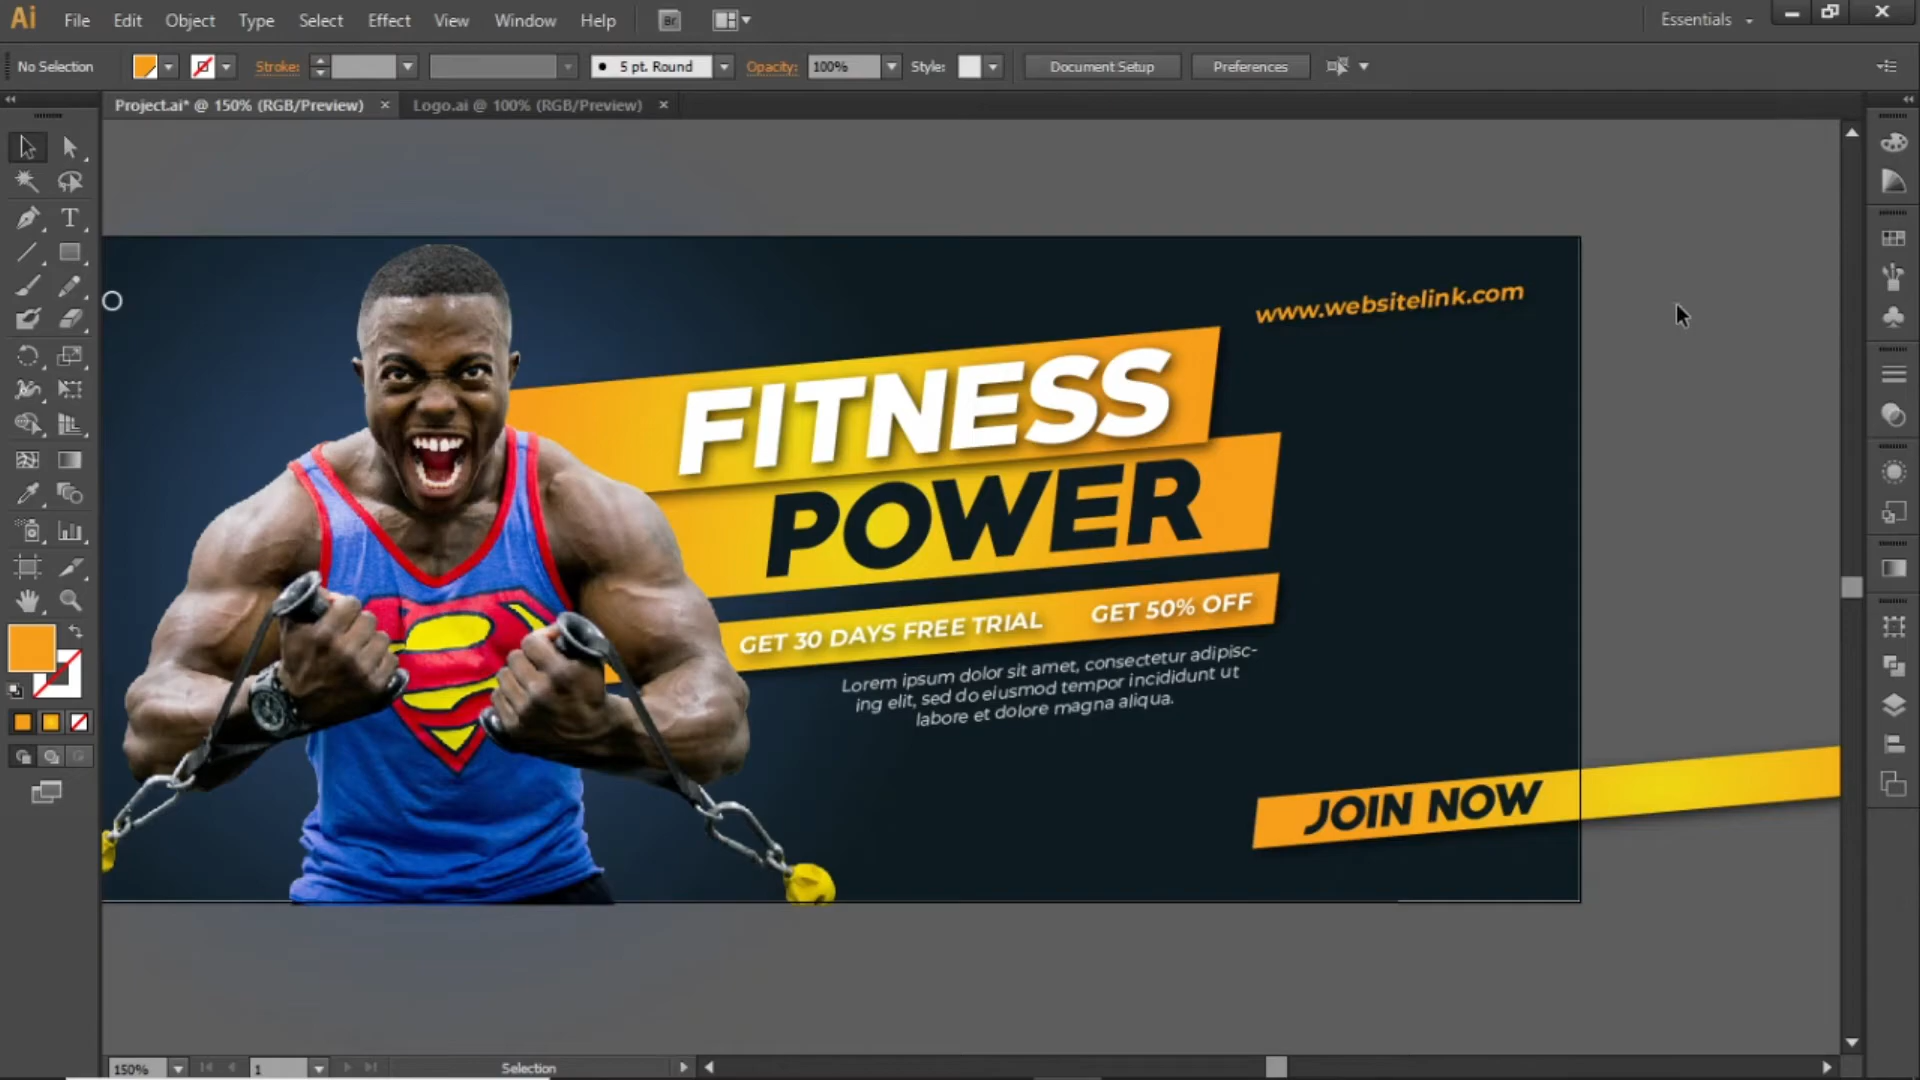 Ai File Edit Object Type Select Effect View Window Help Br Essentials
No Selection Stroke: 5 pt. Round Opacity: 100% Style: Document Setup Preferences
Project.ai* @ 150% (RGB/Preview) Logo.ai @ 100% (RGB/Preview)
www.websitelink.com
FITNESS
POWER
GET 30 DAYS FREE TRIAL GET 50% OFF
Lorem ipsum dolor sit amet, consectetur adipisc-
ing elit, sed do eiusmod tempor incididunt ut
labore et dolore magna aliqua.
JOIN NOW
150% 1 Selection